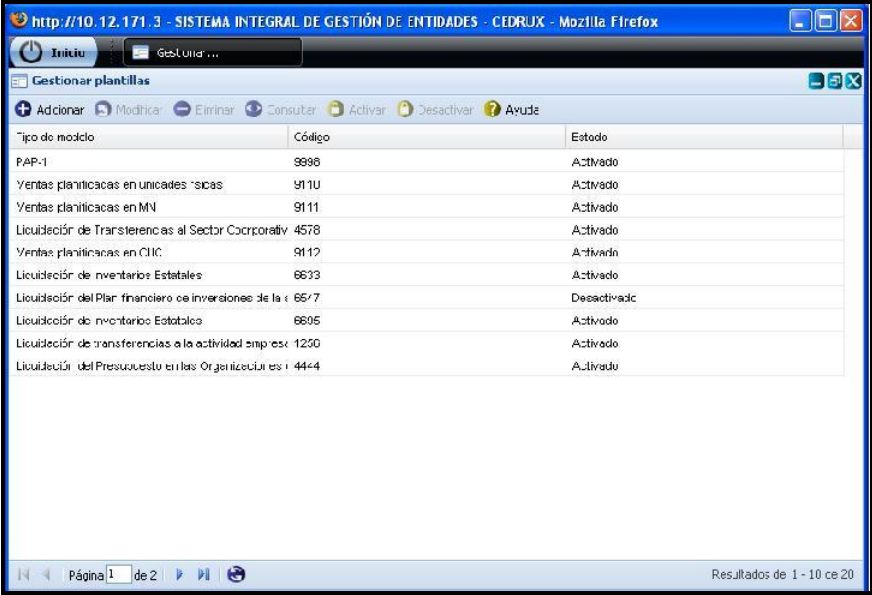 http://10.12.171.3 - SISTEMA INTEGRAL DE GESTIÓN DE ENTIDADES - CEDRUX - Mozilla Firefox
Inicio Gestionar...
Gestionar plantillas
Adicionar Modificar Eliminar Consultar Activar Desactivar Ayuda
Tipo de modelo Código Estado
PAP-1 9998 Activado
Ventas planificadas en unidades físicas 9110 Activado
Ventas planificadas en MN 9111 Activado
Liquidación de Transferencias al Sector Coorporativ 4578 Activado
Ventas planificadas en CUC 9112 Activado
Liquidación de Inventarios Estatales 6633 Activado
Liquidación del Plan financiero de inversiones de la 6547 Desactivado
Liquidación de Inventarios Estatales 6695 Activado
Liquidación de transferencias a la actividad empres 1256 Activado
Liquidación del Presupuesto en las Organizaciones 4444 Activado
Página 1 de 2 Resultados de 1 - 10 de 20